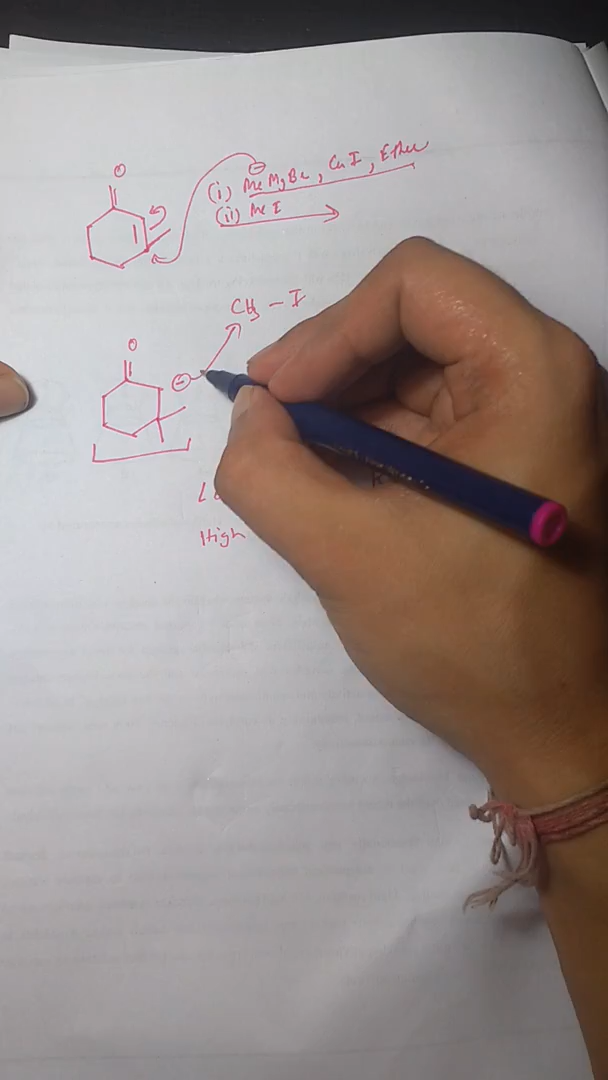 O
(i) MeMgBr, CuI, Ether
(ii) MeI
CH3 - I
O
High